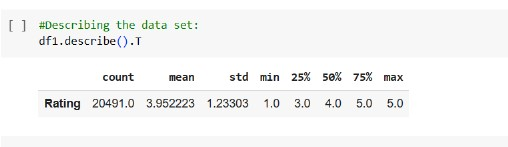 [ ] #Describing the data set:
df1.describe().T
count mean std min 25% 50% 75% max
Rating 20491.0 3.952223 1.23303 1.0 3.0 4.0 5.0 5.0